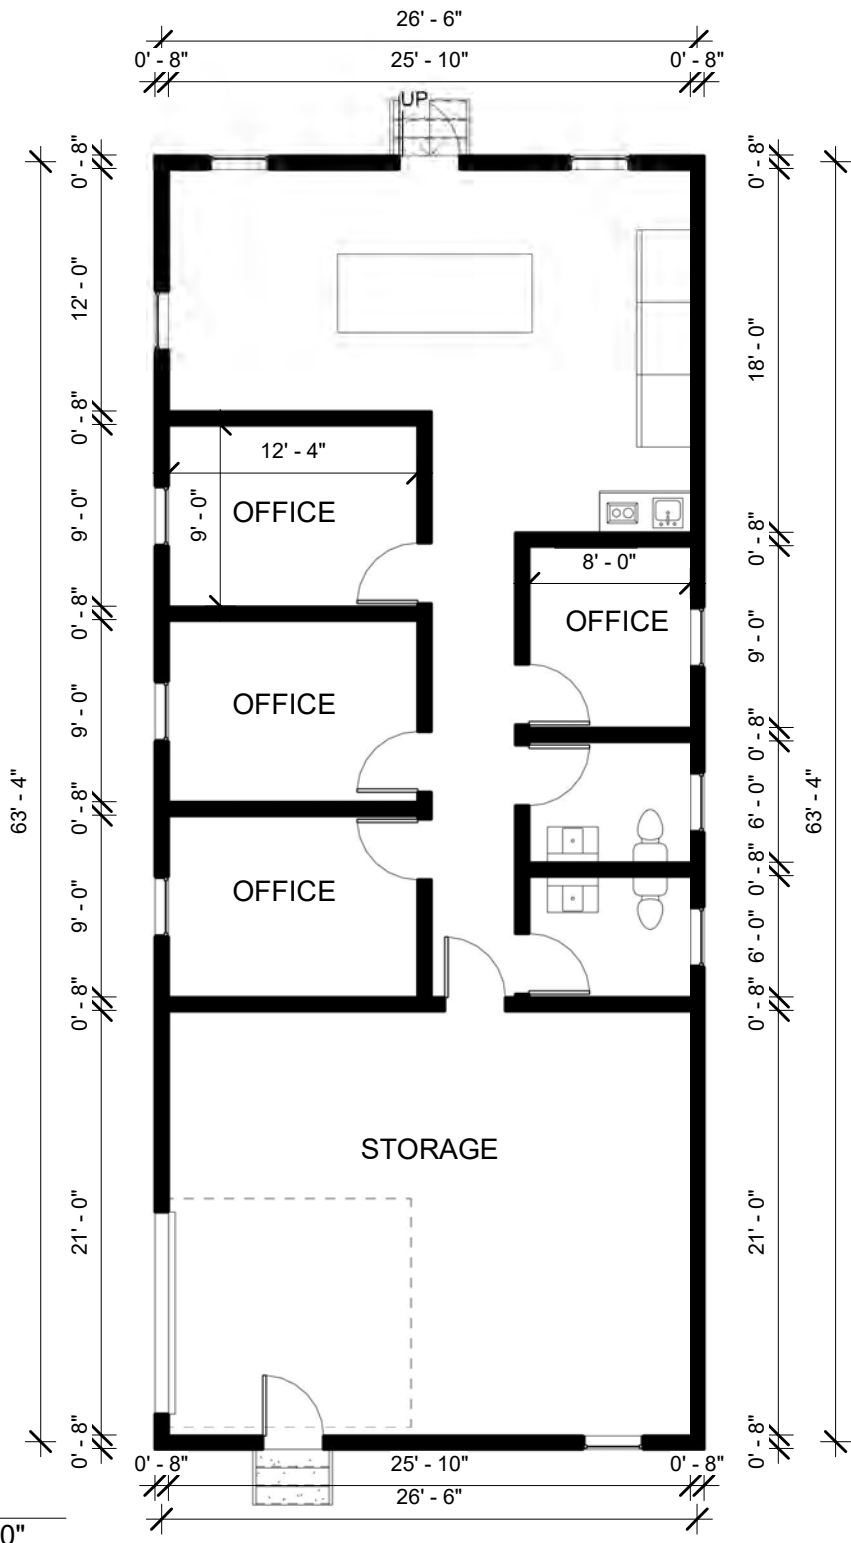 26' - 6"
0' - 8" 25' - 10" 0' - 8"
UP
0' - 8"
0' - 8"
12' - 0"
18' - 0"
0' - 8"
12' - 4"
9' - 0"
9' - 0"
OFFICE
0' - 8"
8' - 0"
0' - 8"
OFFICE
9' - 0"
9' - 0"
OFFICE
0' - 8"
63' - 4"
63' - 4"
0' - 8"
6' - 0"
0' - 8"
9' - 0"
OFFICE
6' - 0"
0' - 8"
0' - 8"
STORAGE
21' - 0"
21' - 0"
0' - 8"
0' - 8"
0' - 8" 25' - 10" 0' - 8"
26' - 6"
0"